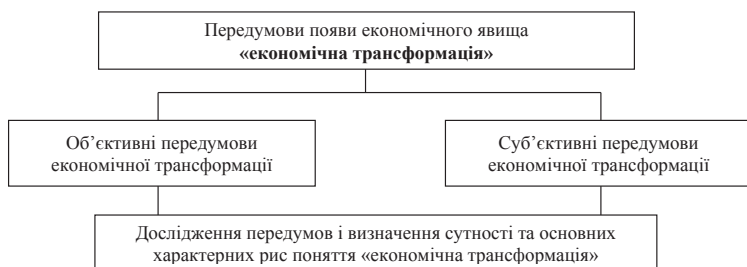 Передумови появи економічного явища
«економічна трансформація»
Об’єктивні передумови
економічної трансформації
Суб’єктивні передумови
економічної трансформації
Дослідження передумов і визначення сутності та основних
характерних рис поняття «економічна трансформація»